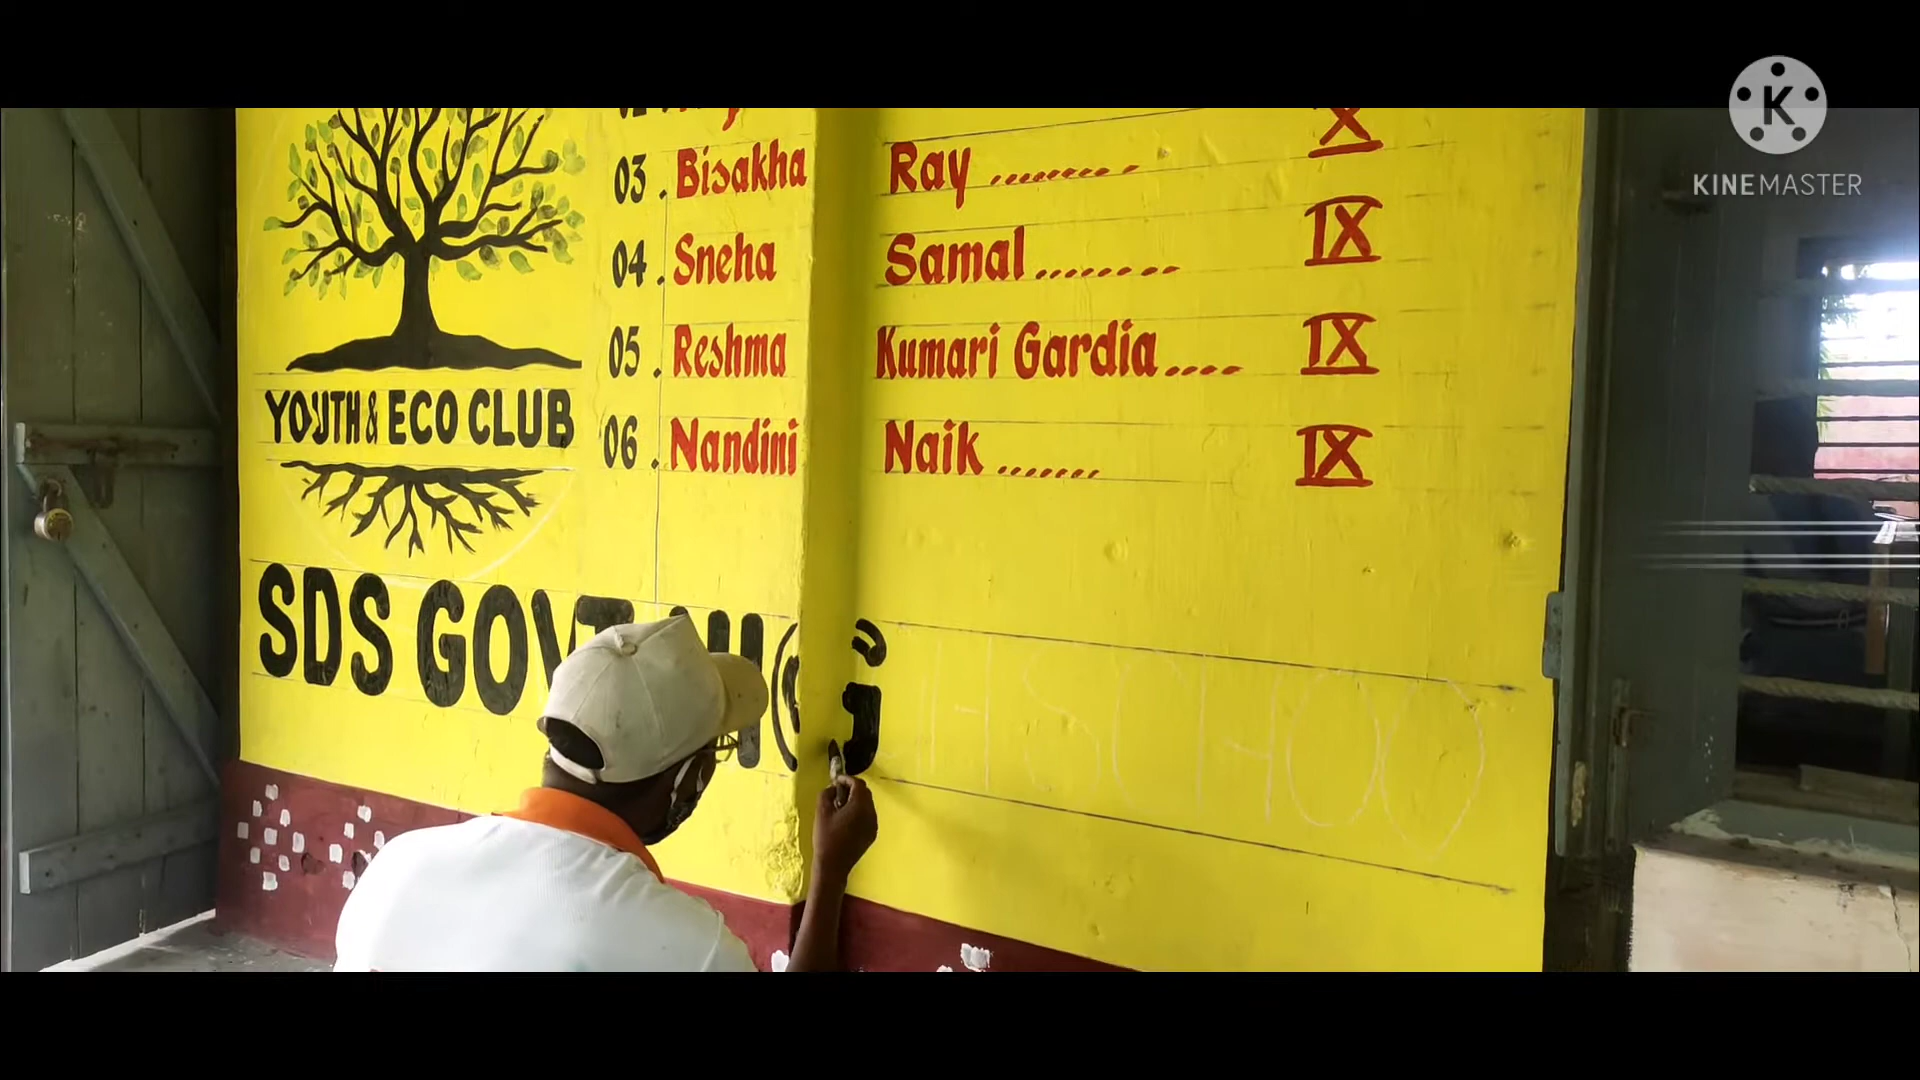 K
KINEMASTER
X
03 . Bisakha Ray ........
04 . Sneha Samal ........ IX
05 . Reshma Kumari Gardia.... IX
06 . Nandini Naik ....... IX
YOUTH & ECO CLUB
SDS GOVT.